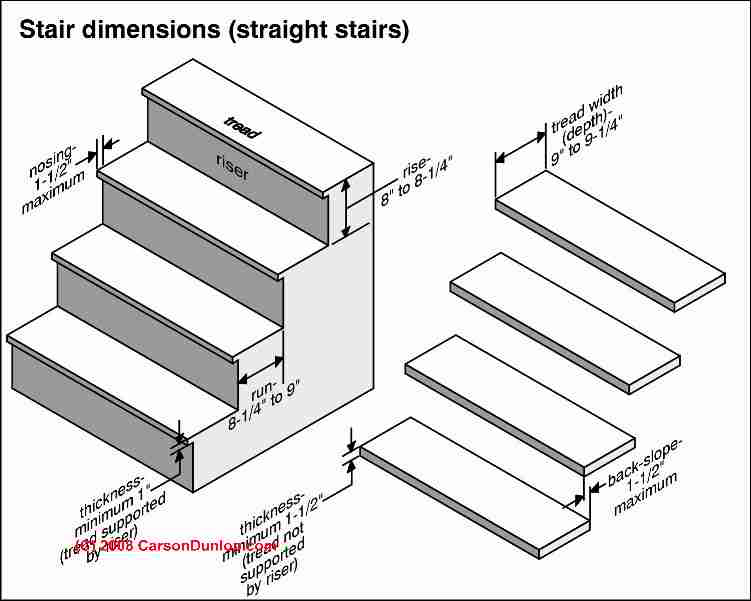 Stair dimensions (straight stairs)
tread
riser
nosing-
1-1/2"
maximum
rise-
8" to 8-1/4"
tread width
(depth)-
9" to 9-1/4"
run-
8-1/4" to 9"
thickness-
minimum 1"
(tread supported
by riser)
thickness-
minimum 1-1/2"
(tread not
supported
by riser)
back-slope-
1-1/2"
maximum
(C) 2008 CarsonDunlop.com